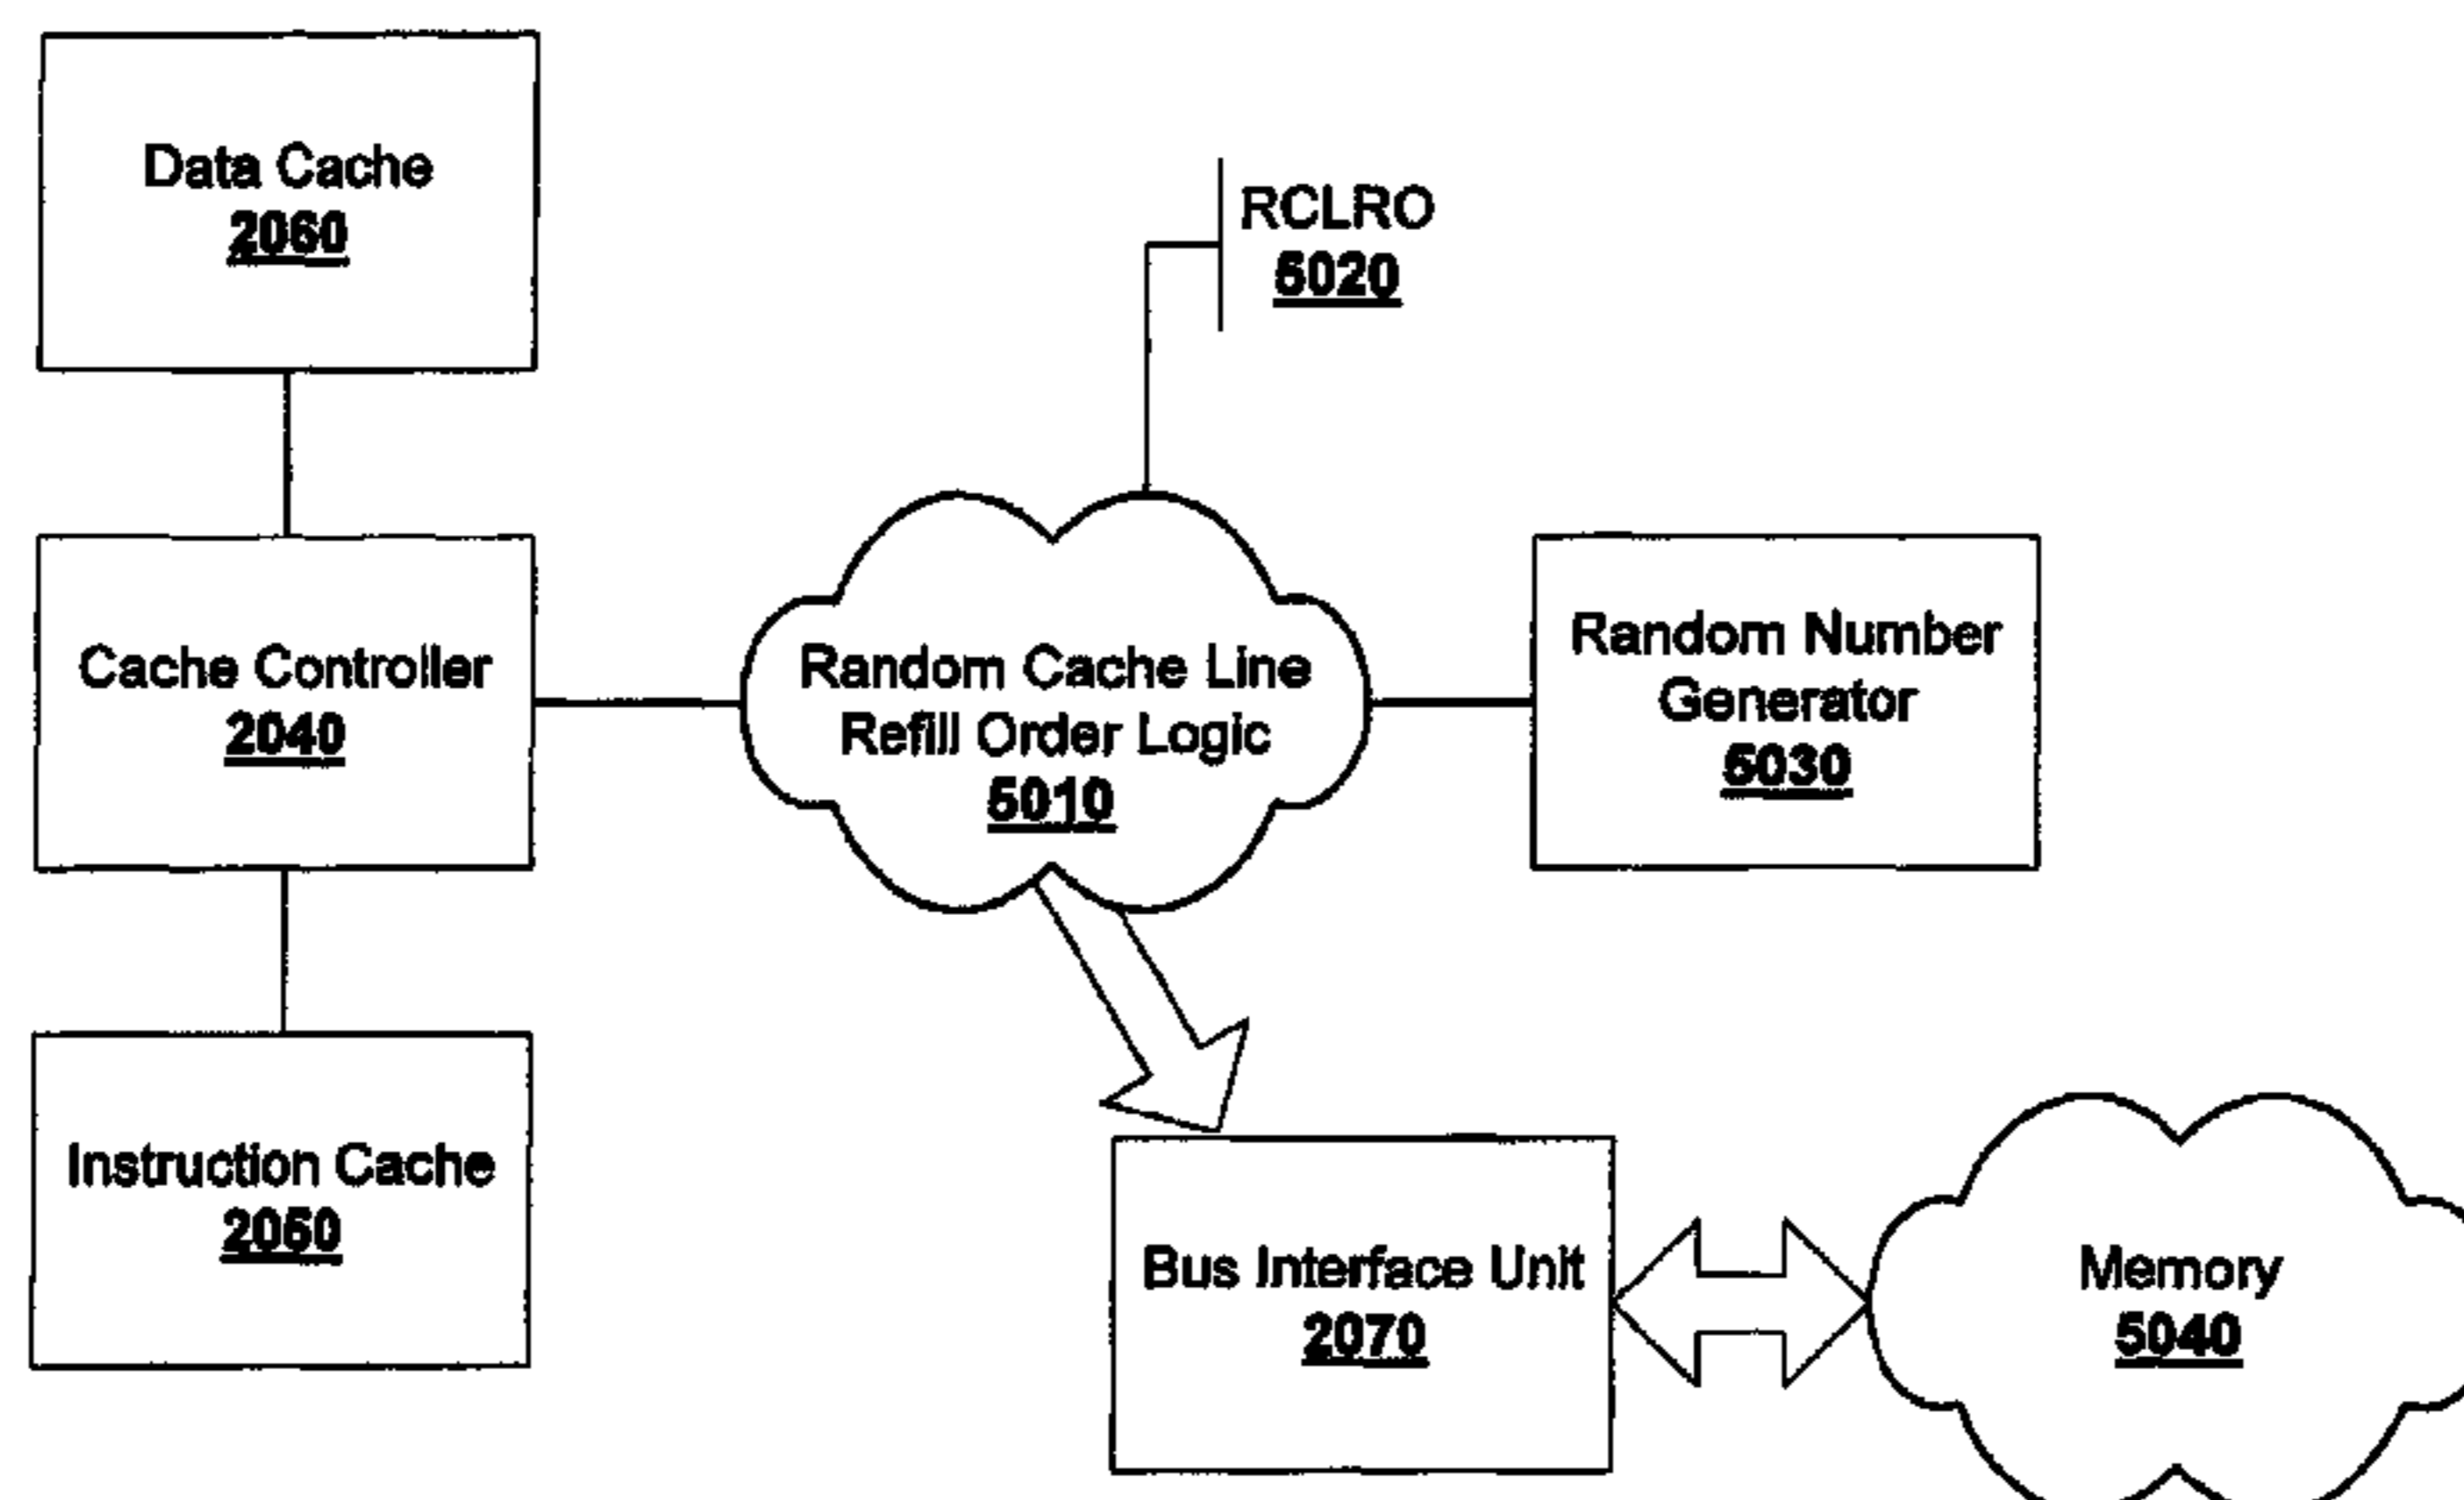 Data Cache
2060
RCLRO
5020
Cache Controller
2040
Random Cache Line
Refill Order Logic
5010
Random Number
Generator
5030
Instruction Cache
2050
Bus Interface Unit
2070
Memory
5040